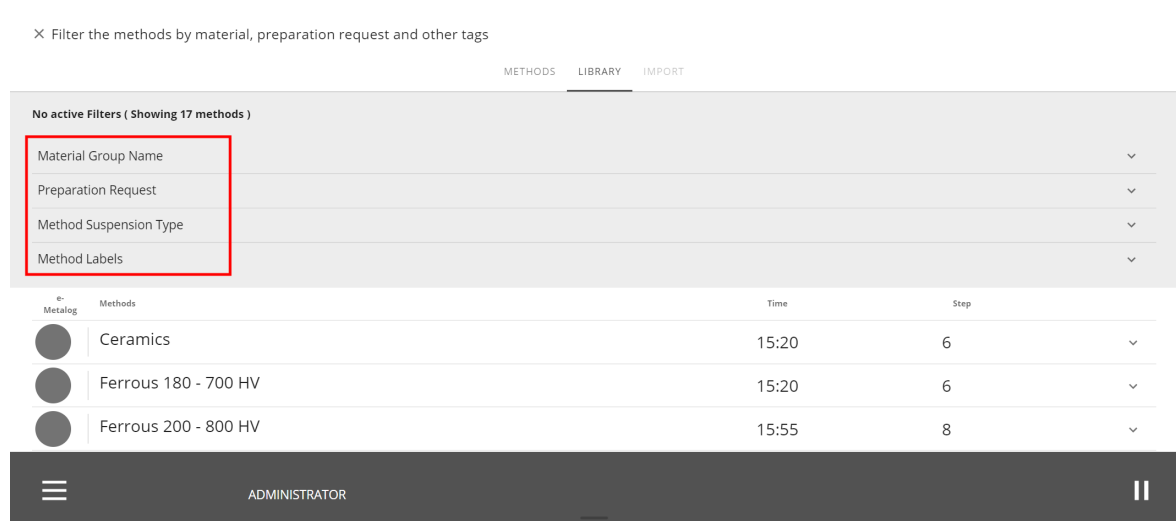 Filter the methods by material, preparation request and other tags
METHODS LIBRARY IMPORT
No active Filters ( Showing 17 methods )
Material Group Name
Preparation Request
Method Suspension Type
Method Labels
e-
Metalog Methods Time Step
Ceramics 15:20 6
Ferrous 180 - 700 HV 15:20 6
Ferrous 200 - 800 HV 15:55 8
ADMINISTRATOR